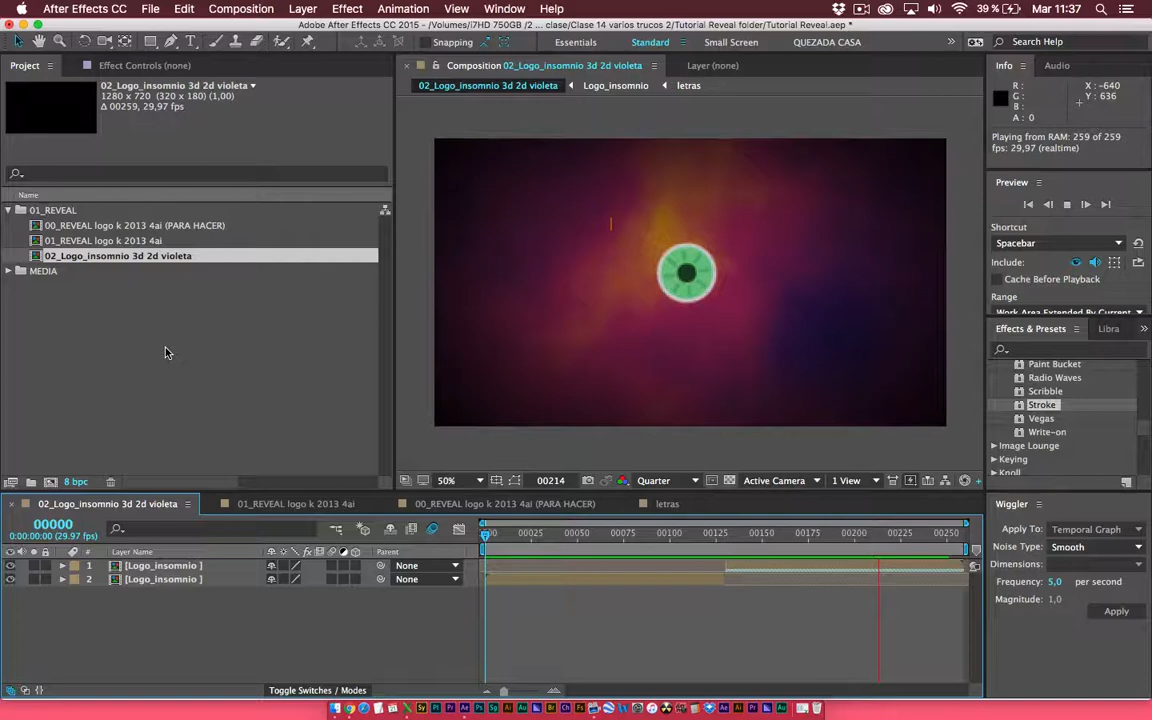 After Effects CC File Edit Composition Layer Effect Animation View Window Help 39 % Mar 11:37
Adobe After Effects CC 2015 - /Volumes/i7HD 750GB /2 ... clase/Clase 14 varios trucos 2/Tutorial Reveal folder/Tutorial Reveal.aep *
Snapping Essentials Standard Small Screen QUEZADA CASA Search Help
Project Effect Controls (none) Composition 02_Logo_insomnio 3d 2d violeta Layer (none) Info Audio
02_Logo_insomnio 3d 2d violeta
1280 x 720 (320 x 180) (1,00)
Δ 00259, 29,97 fps
02_Logo_insomnio 3d 2d violeta Logo_insomnio letras
R :
G :
B :
A : 0
X : -640
Y : 636
Playing from RAM: 259 of 259
fps: 29,97 (realtime)
Preview
Name
01_REVEAL
00_REVEAL logo k 2013 4ai (PARA HACER)
01_REVEAL logo k 2013 4ai
02_Logo_insomnio 3d 2d violeta
MEDIA
Shortcut
Spacebar
Include:
Cache Before Playback
Range
Work Area Extended By Current
Effects & Presets Libra
Paint Bucket
Radio Waves
Scribble
Stroke
Vegas
Write-on
Image Lounge
Keying
Knoll
8 bpc
50% 00214 Quarter Active Camera 1 View
02_Logo_insomnio 3d 2d violeta 01_REVEAL logo k 2013 4ai 00_REVEAL logo k 2013 4ai (PARA HACER) letras
00000
0:00:00:00 (29.97 fps)
00025 00050 00075 00100 00125 00150 00175 00200 00225 00250
# Layer Name Parent
1 [Logo_insomnio ] None
2 [Logo_insomnio ] None
Toggle Switches / Modes
Wiggler
Apply To: Temporal Graph
Noise Type: Smooth
Dimensions:
Frequency: 5,0 per second
Magnitude: 1,0
Apply